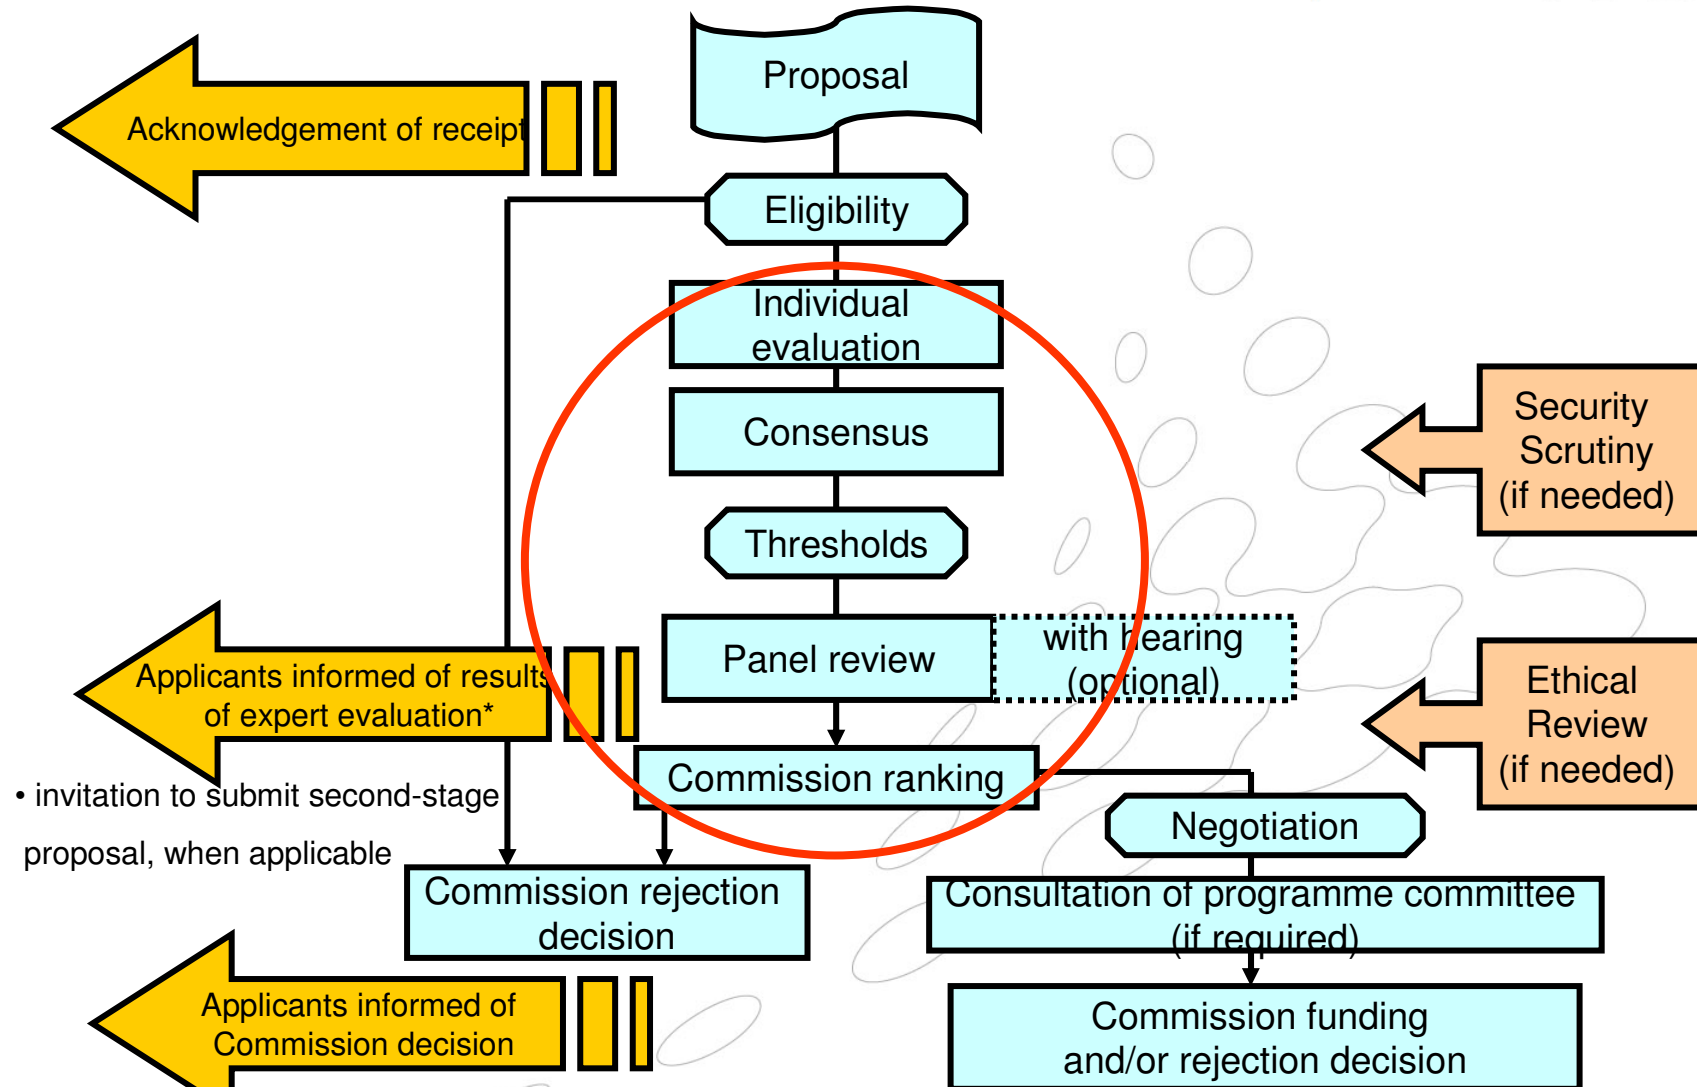 Proposal
Acknowledgement of receipt
Eligibility
Individual
evaluation
Consensus
Security
Scrutiny
(if needed)
Thresholds
Panel review
with hearing
(optional)
Applicants informed of results
of expert evaluation*
Ethical
Review
(if needed)
• invitation to submit second-stage
proposal, when applicable
Commission ranking
Negotiation
Commission rejection
decision
Consultation of programme committee
(if required)
Applicants informed of
Commission decision
Commission funding
and/or rejection decision